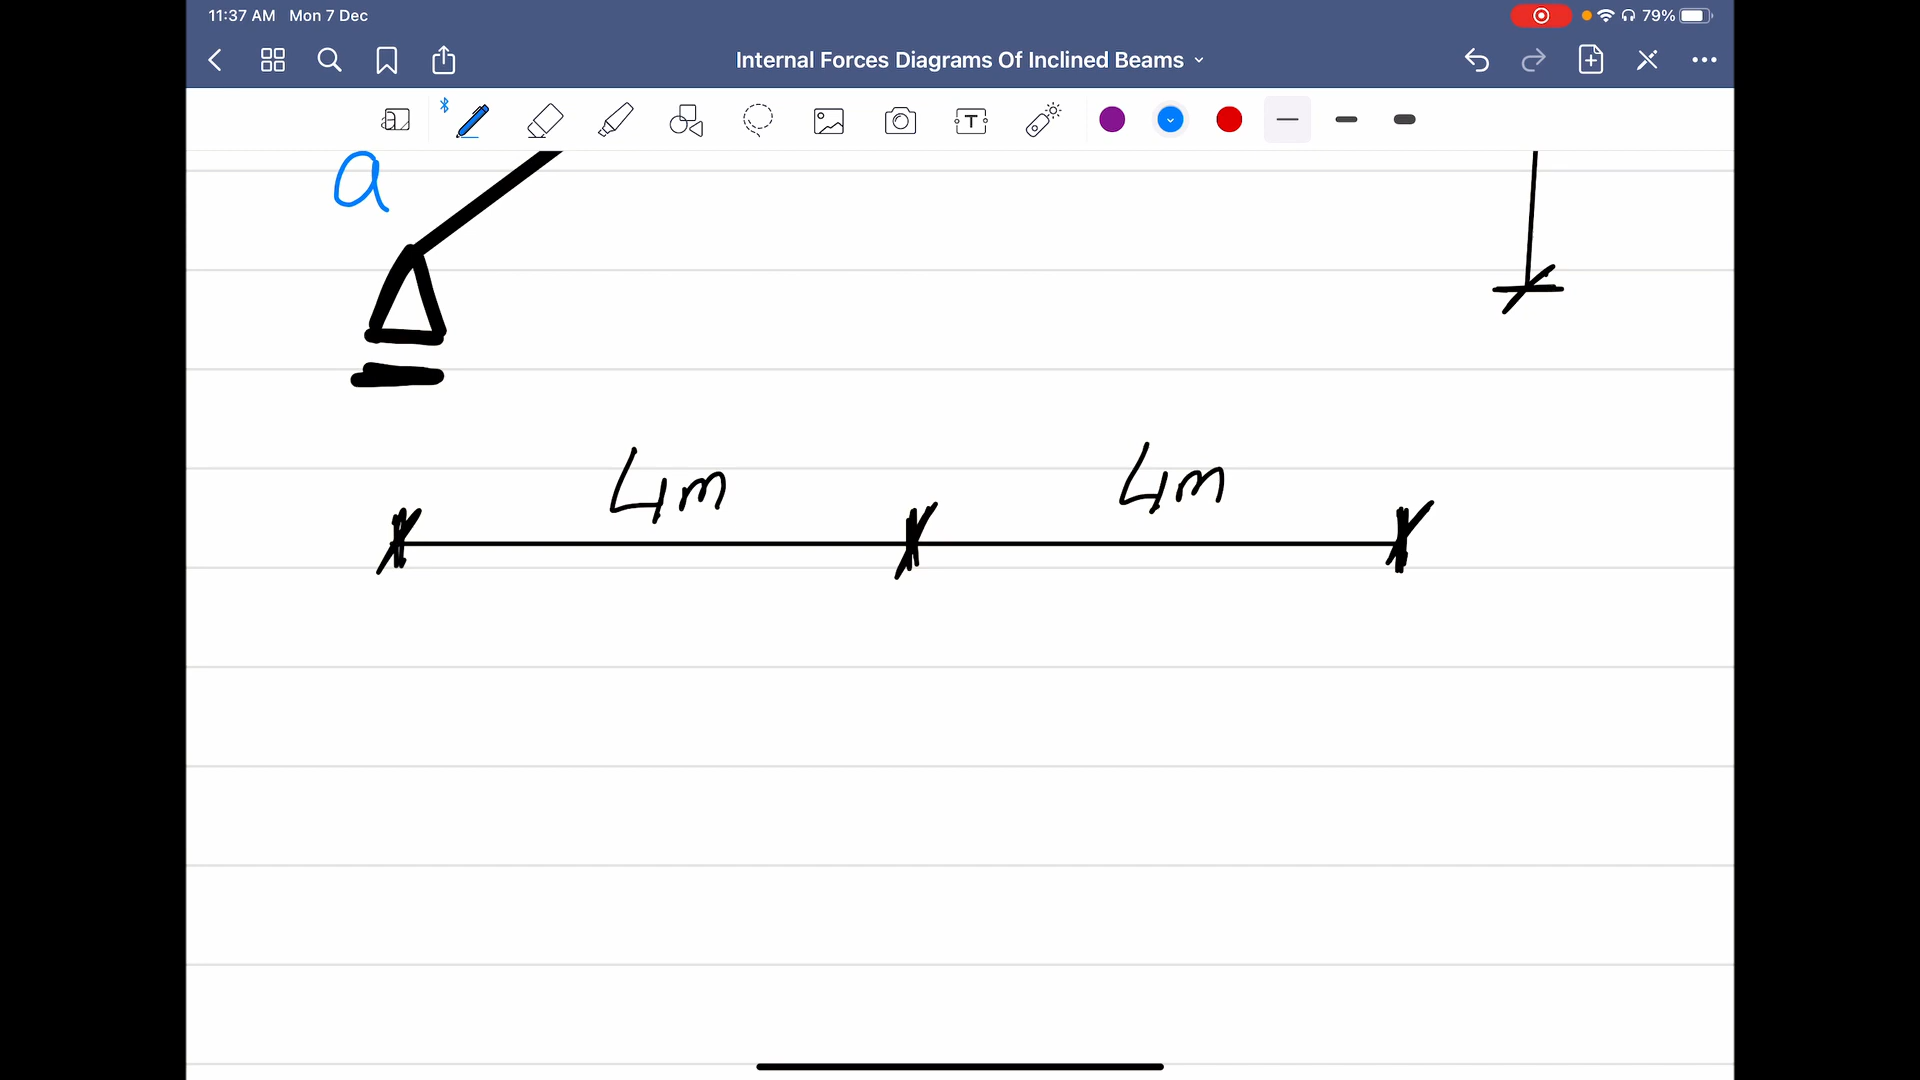 11:37 AM Mon 7 Dec 79%
Internal Forces Diagrams Of Inclined Beams
a T
a
4m 4m